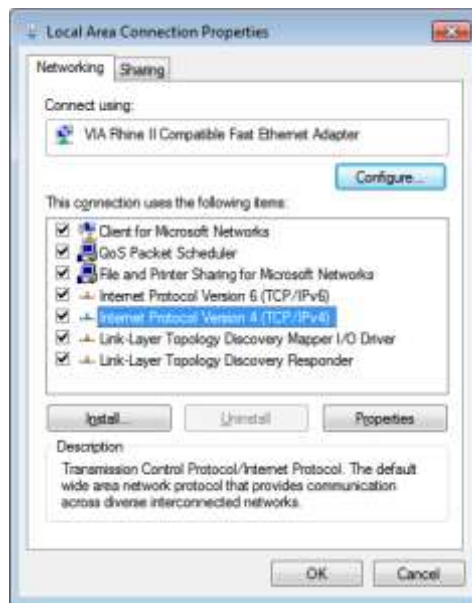 Local Area Connection Properties
Networking
Sharing
Connect using:
VIA Rhine II Compatible Fast Ethernet Adapter
Configure...
This connection uses the following items:
Client for Microsoft Networks
QoS Packet Scheduler
File and Printer Sharing for Microsoft Networks
Internet Protocol Version 6 (TCP/IPv6)
Internet Protocol Version 4 (TCP/IPv4)
Link-Layer Topology Discovery Mapper I/O Driver
Link-Layer Topology Discovery Responder
Install...
Uninstall
Properties
Description
Transmission Control Protocol/Internet Protocol. The default
wide area network protocol that provides communication
across diverse interconnected networks.
OK
Cancel